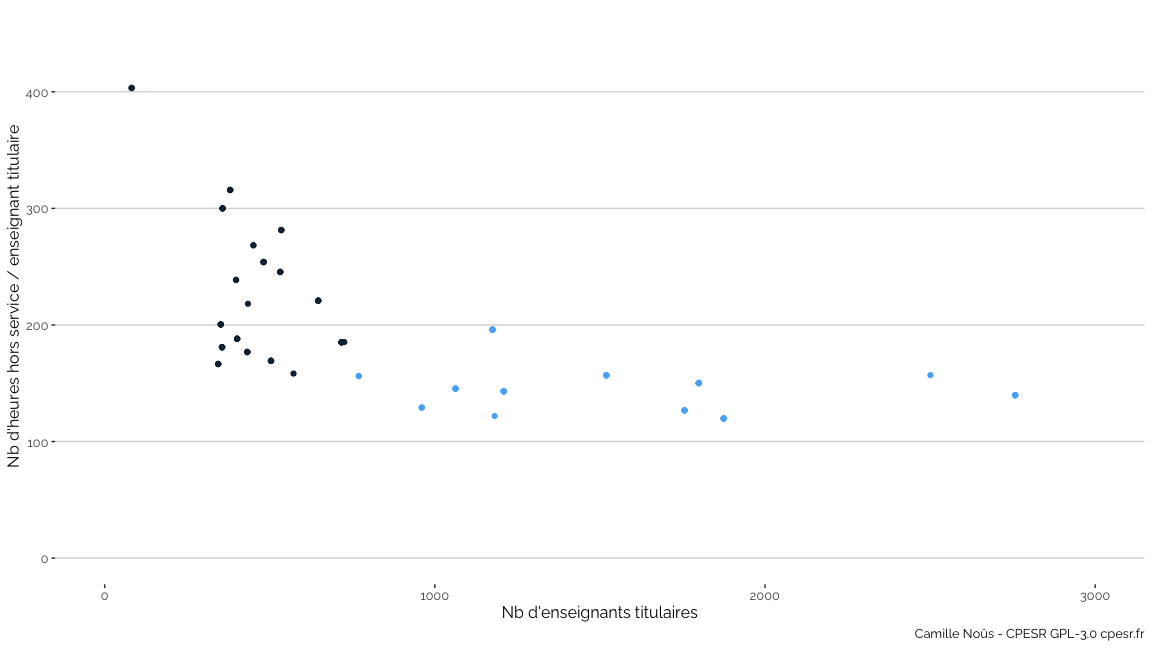 Nb d'heures hors service / enseignant titulaire
400
300
200
100
0
0 1000 2000 3000
Nb d'enseignants titulaires
Camille Noûs - CPESR GPL-3.0 cpesr.fr